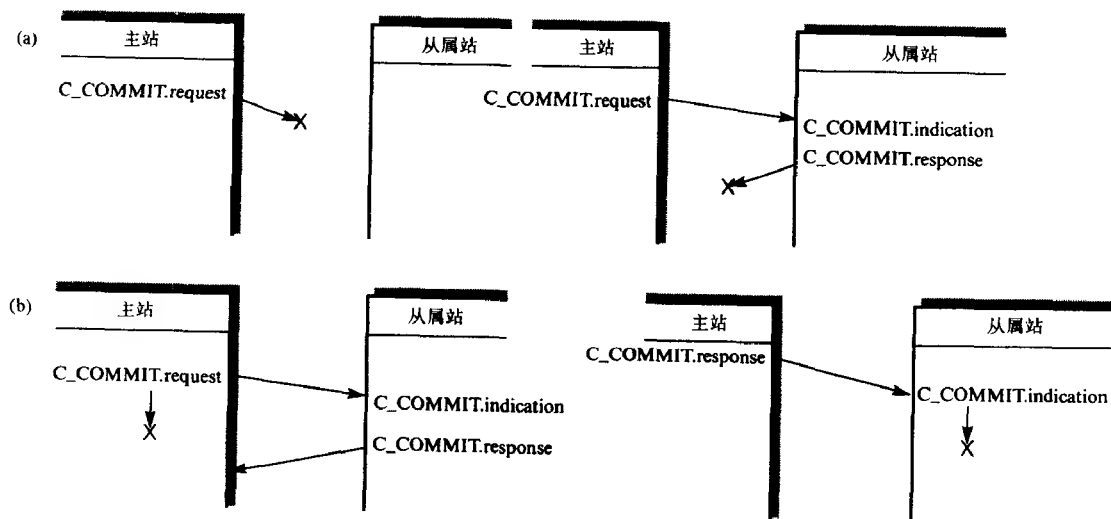 (a)
主站
从属站
主站
从属站
C_COMMIT.request
C_COMMIT.request
C_COMMIT.indication
C_COMMIT.response
X
X
(b)
主站
从属站
主站
从属站
C_COMMIT.request
C_COMMIT.indication
C_COMMIT.response
X
C_COMMIT.response
C_COMMIT.indication
X